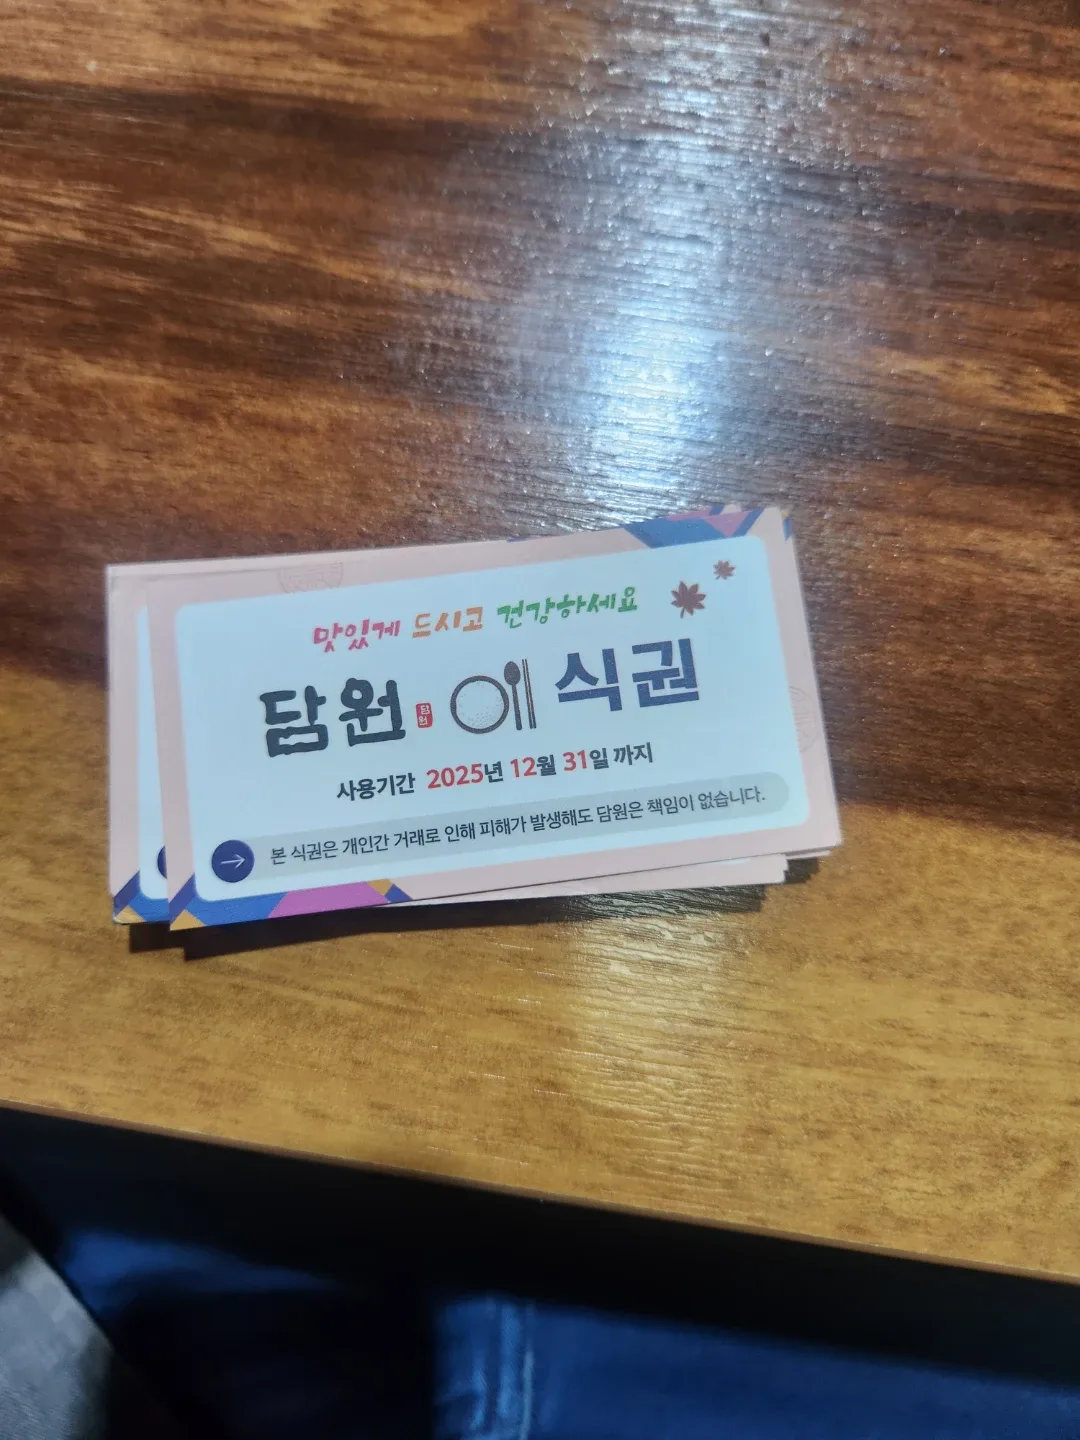 맛있게 드시고 건강하세요
담원 담원 애 식권
사용기간 2025년 12월 31일 까지
본 식권은 개인간 거래로 인해 피해가 발생해도 담원은 책임이 없습니다.